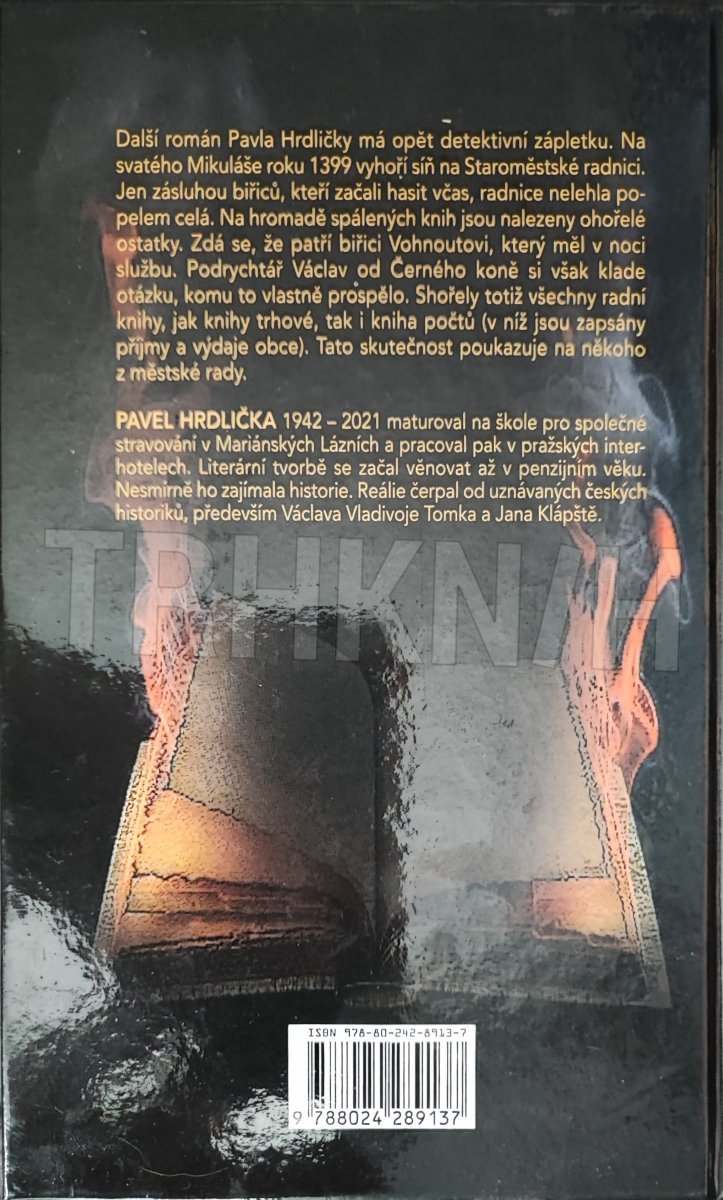 Další román Pavla Hrdličky má opět detektivní zápletku. Na
svatého Mikuláše roku 1399 vyhoří síň na Staroměstské radnici.
Jen zásluhou biřiců, kteří začali hasit včas, radnice nelehla po-
pelem celá. Na hromadě spálených knih jsou nalezeny ohořelé
ostatky. Zdá se, že patří biřici Vohnoutovi, který měl v noci
službu. Podrychtář Václav od Černého koně si však klade
otázku, komu to vlastně prospělo. Shořely totiž všechny radní
knihy, jak knihy trhové, tak i kniha počtů (v níž jsou zapsány
příjmy a výdaje obce). Tato skutečnost poukazuje na někoho
z městské rady.
PAVEL HRDLIČKA 1942 – 2021 maturoval na škole pro společné
stravování v Mariánských Lázních a pracoval pak v pražských inter-
hotelech. Literární tvorbě se začal věnovat až v penzijním věku.
Nesmírně ho zajímala historie. Reálie čerpal od uznávaných českých
historiků, především Václava Vladivoje Tomka a Jana Klápště.
TRHKNIH
ISBN 978-80-242-8913-7
9 788024 289137